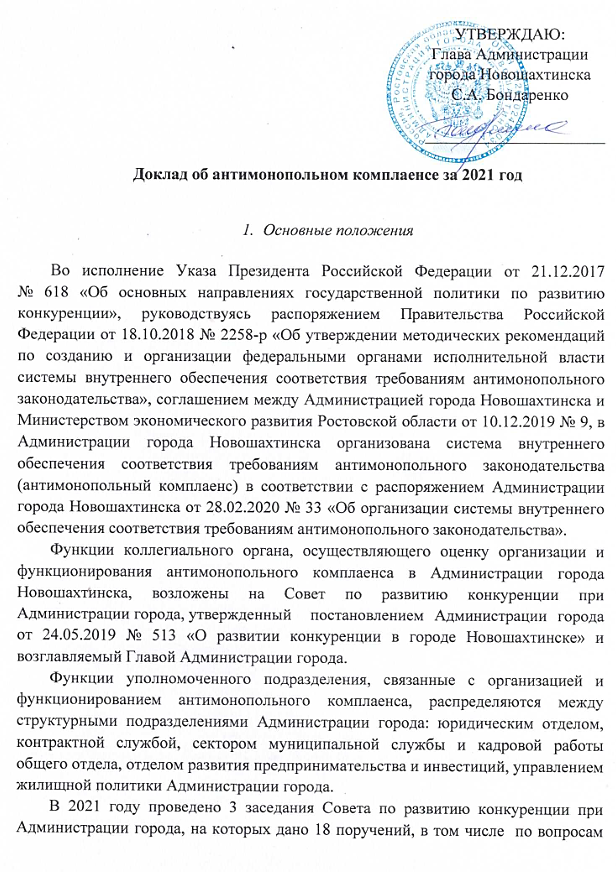 УТВЕРЖДАЮ:
Глава Администрации
города Новошахтинска
С.А. Бондаренко
Доклад об антимонопольном комплаенсе за 2021 год
1. Основные положения
Во исполнение Указа Президента Российской Федерации от 21.12.2017
№ 618 «Об основных направлениях государственной политики по развитию
конкуренции», руководствуясь распоряжением Правительства Российской
Федерации от 18.10.2018 № 2258-р «Об утверждении методических рекомендаций
по созданию и организации федеральными органами исполнительной власти
системы внутреннего обеспечения соответствия требованиям антимонопольного
законодательства», соглашением между Администрацией города Новошахтинска и
Министерством экономического развития Ростовской области от 10.12.2019 № 9, в
Администрации города Новошахтинска организована система внутреннего
обеспечения соответствия требованиям антимонопольного законодательства
(антимонопольный комплаенс) в соответствии с распоряжением Администрации
города Новошахтинска от 28.02.2020 № 33 «Об организации системы внутреннего
обеспечения соответствия требованиям антимонопольного законодательства».
Функции коллегиального органа, осуществляющего оценку организации и
функционирования антимонопольного комплаенса в Администрации города
Новошахтинска, возложены на Совет по развитию конкуренции при
Администрации города, утвержденный постановлением Администрации города
от 24.05.2019 № 513 «О развитии конкуренции в городе Новошахтинске» и
возглавляемый Главой Администрации города.
Функции уполномоченного подразделения, связанные с организацией и
функционированием антимонопольного комплаенса, распределяются между
структурными подразделениями Администрации города: юридическим отделом,
контрактной службой, сектором муниципальной службы и кадровой работы
общего отдела, отделом развития предпринимательства и инвестиций, управлением
жилищной политики Администрации города.
В 2021 году проведено 3 заседания Совета по развитию конкуренции при
Администрации города, на которых дано 18 поручений, в том числе по вопросам